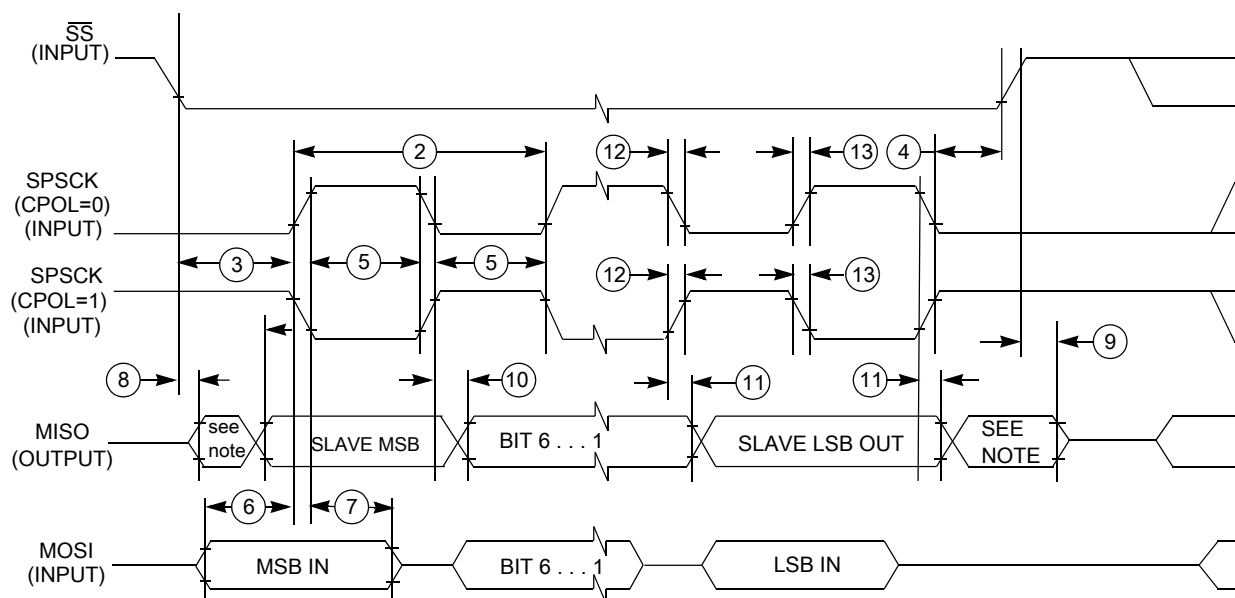 SS
(INPUT)
2
12
13
4
SPSCK
(CPOL=0)
(INPUT)
3
5
5
SPSCK
(CPOL=1)
(INPUT)
12
13
9
8
10
11
11
MISO
(OUTPUT)
see
note
SLAVE MSB
BIT 6 . . . 1
SLAVE LSB OUT
SEE
NOTE
6
7
MOSI
(INPUT)
MSB IN
BIT 6 . . . 1
LSB IN